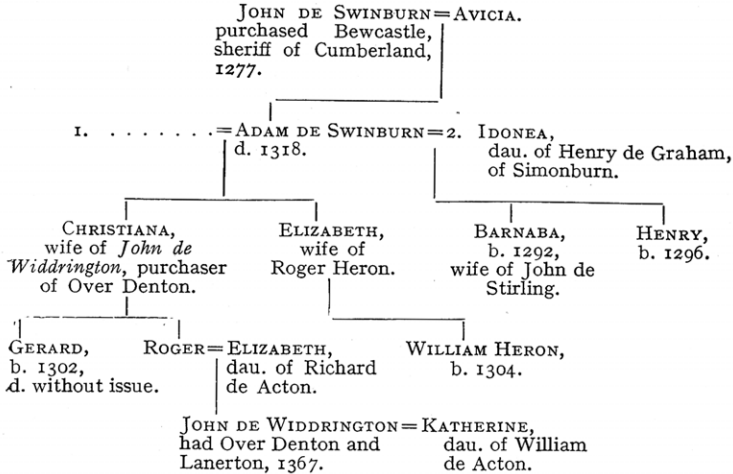 JOHN DE SWINBURN = AVICIA.
purchased Bewcastle,
sheriff of Cumberland,
1277.
1. . . . . . . . . = ADAM DE SWINBURN = 2. IDONEA,
d. 1318.
dau. of Henry de Graham,
of Simonburn.
CHRISTIANA,
wife of John de
Widdrington, purchaser
of Over Denton.
ELIZABETH,
wife of
Roger Heron.
BARNABA,
b. 1292,
wife of John de
Stirling.
HENRY,
b. 1296.
GERARD,
b. 1302,
d. without issue.
ROGER = ELIZABETH,
dau. of Richard
de Acton.
WILLIAM HERON,
b. 1304.
JOHN DE WIDDRINGTON = KATHERINE,
had Over Denton and
Lanerton, 1367.
dau. of William
de Acton.